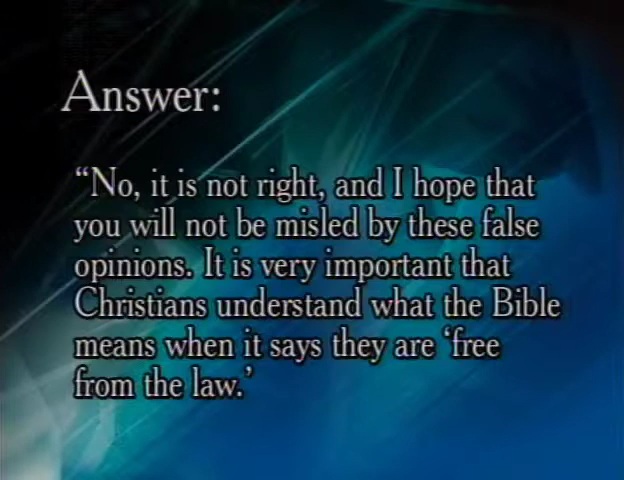 Answer:
“No, it is not right, and I hope that
you will not be misled by these false
opinions. It is very important that
Christians understand what the Bible
means when it says they are ‘free
from the law.’